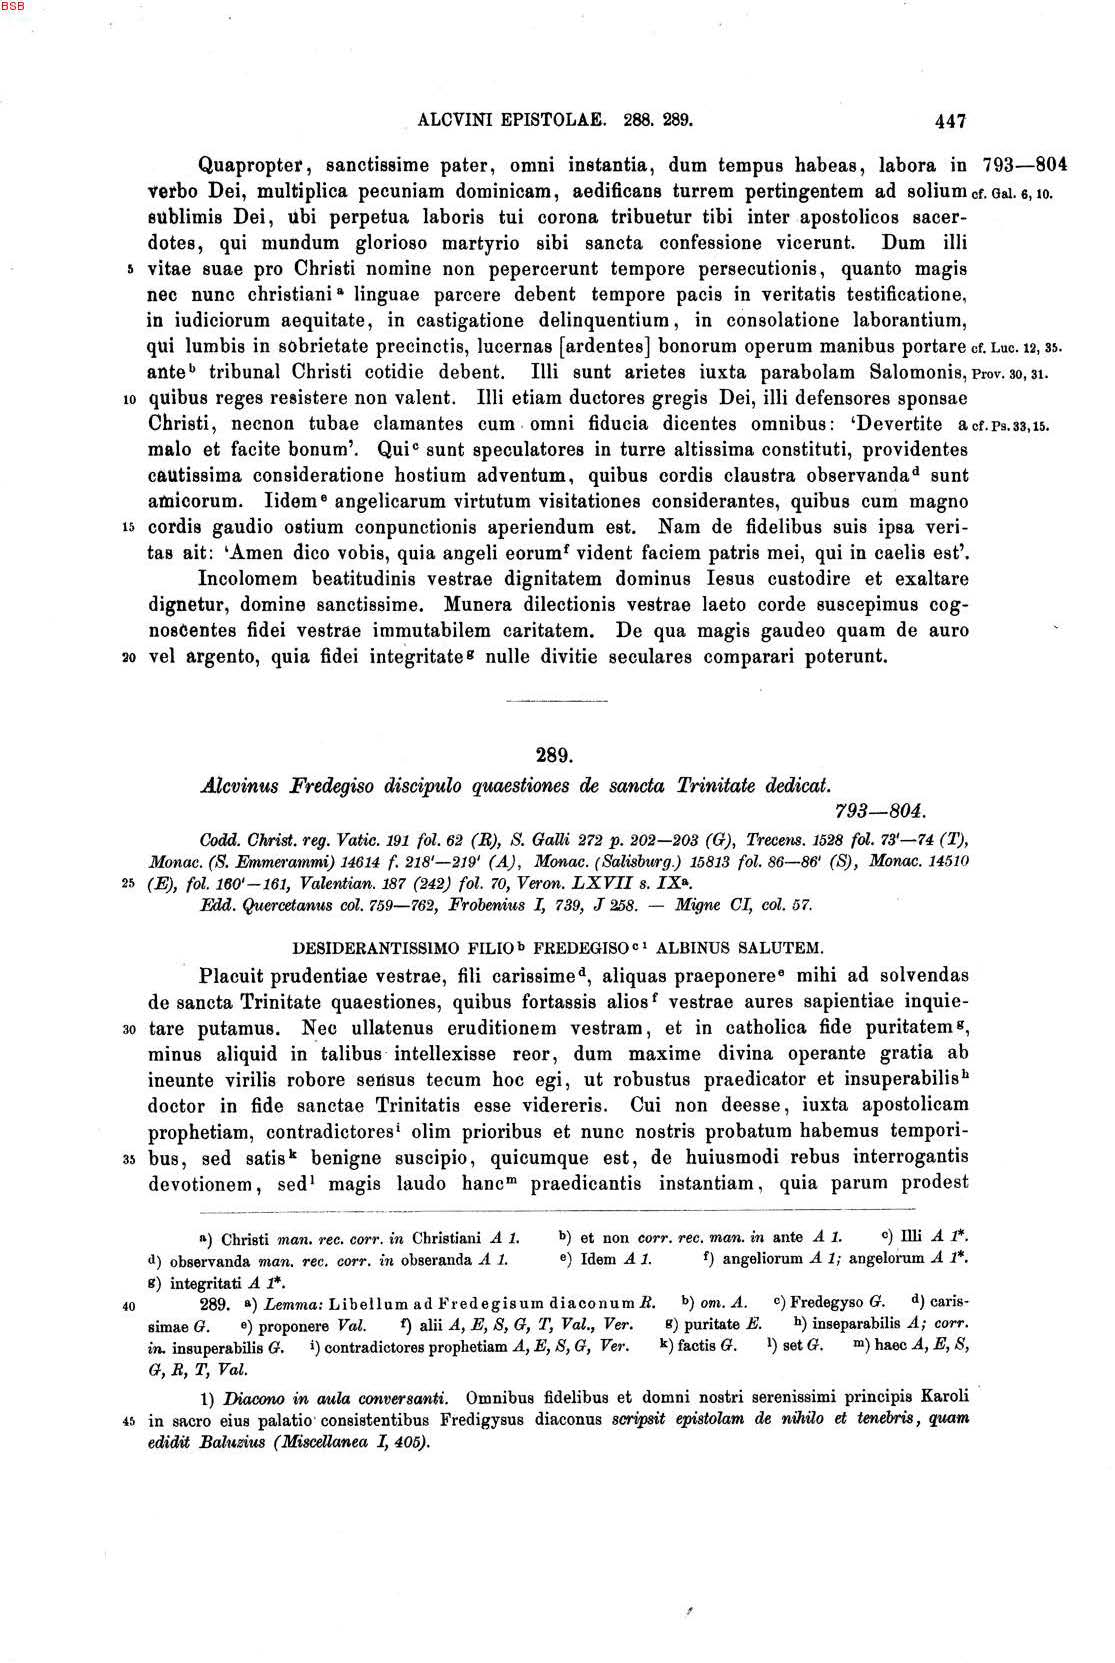 BSB
ALCVINI EPISTOLAE. 288. 289. 447
Quapropter, sanctissime pater, omni instantia, dum tempus habeas, labora in 793—804
verbo Dei, multiplica pecuniam dominicam, aedificans turrem pertingentem ad solium cf. Gal. 6, 10.
sublimis Dei, ubi perpetua laboris tui corona tribuetur tibi inter apostolicos sacer-
dotes, qui mundum glorioso martyrio sibi sancta confessione vicerunt. Dum illi
5 vitae suae pro Christi nomine non pepercerunt tempore persecutionis, quanto magis
nec nunc christiani a linguae parcere debent tempore pacis in veritatis testificatione,
in iudiciorum aequitate, in castigatione delinquentium, in consolatione laborantium,
qui lumbis in sobrietate precinctis, lucernas [ardentes] bonorum operum manibus portare cf. Luc. 12, 35.
ante b tribunal Christi cotidie debent. Illi sunt arietes iuxta parabolam Salomonis, Prov. 30, 31.
10 quibus reges resistere non valent. Illi etiam ductores gregis Dei, illi defensores sponsae
Christi, necnon tubae clamantes cum omni fiducia dicentes omnibus: ‘Devertite a cf. Ps. 33, 15.
malo et facite bonum’. Qui c sunt speculatores in turre altissima constituti, providentes
cautissima consideratione hostium adventum, quibus cordis claustra observanda d sunt
amicorum. Iidem e angelicarum virtutum visitationes considerantes, quibus cum magno
15 cordis gaudio ostium conpunctionis aperiendum est. Nam de fidelibus suis ipsa veri-
tas ait: ‘Amen dico vobis, quia angeli eorum f vident faciem patris mei, qui in caelis est’.
Incolomem beatitudinis vestrae dignitatem dominus Iesus custodire et exaltare
dignetur, domine sanctissime. Munera dilectionis vestrae laeto corde suscepimus cog-
noscentes fidei vestrae immutabilem caritatem. De qua magis gaudeo quam de auro
20 vel argento, quia fidei integritate g nulle divitie seculares comparari poterunt.
289.
Alcvinus Fredegiso discipulo quaestiones de sancta Trinitate dedicat.
793—804.
Codd. Christ. reg. Vatic. 191 fol. 62 (R), S. Galli 272 p. 202—203 (G), Trecens. 1528 fol. 73'—74 (T),
Monac. (S. Emmerammi) 14614 f. 218'—219' (A), Monac. (Salisburg.) 15813 fol. 86—86' (S), Monac. 14510
25 (E), fol. 160'—161, Valentian. 187 (242) fol. 70, Veron. LXVII s. IX a.
Edd. Quercetanus col. 759—762, Frobenius I, 739, J 258. — Migne CI, col. 57.
DESIDERANTISSIMO FILIO b FREDEGISO c 1 ALBINUS SALUTEM.
Placuit prudentiae vestrae, fili carissime d, aliquas praeponere e mihi ad solvendas
de sancta Trinitate quaestiones, quibus fortassis alios f vestrae aures sapientiae inquie-
30 tare putamus. Nec ullatenus eruditionem vestram, et in catholica fide puritatem g,
minus aliquid in talibus intellexisse reor, dum maxime divina operante gratia ab
ineunte virilis robore sensus tecum hoc egi, ut robustus praedicator et insuperabilis h
doctor in fide sanctae Trinitatis esse videreris. Cui non deesse, iuxta apostolicam
prophetiam, contradictores i olim prioribus et nunc nostris probatum habemus tempori-
35 bus, sed satis k benigne suscipio, quicumque est, de huiusmodi rebus interrogantis
devotionem, sed l magis laudo hanc m praedicantis instantiam, quia parum prodest
a) Christi man. rec. corr. in Christiani A 1. b) et non corr. rec. man. in ante A 1. c) Illi A 1*.
d) observanda man. rec. corr. in obseranda A 1. e) Idem A 1. f) angeliorum A 1; angelorum A 1*.
g) integritati A 1*.
40 289. a) Lemma: Libellum ad Fredegisum diaconum R. b) om. A. c) Fredegyso G. d) caris-
simae G. e) proponere Val. f) alii A, E, S, G, T, Val., Ver. g) puritate E. h) inseparabilis A; corr.
in. insuperabilis G. i) contradictores prophetiam A, E, S, G, Ver. k) factis G. l) set G. m) haec A, E, S,
G, R, T, Val.
1) Diacono in aula conversanti. Omnibus fidelibus et domni nostri serenissimi principis Karoli
45 in sacro eius palatio consistentibus Fredigysus diaconus scripsit epistolam de nihilo et tenebris, quam
edidit Baluzius (Miscellanea I, 405).